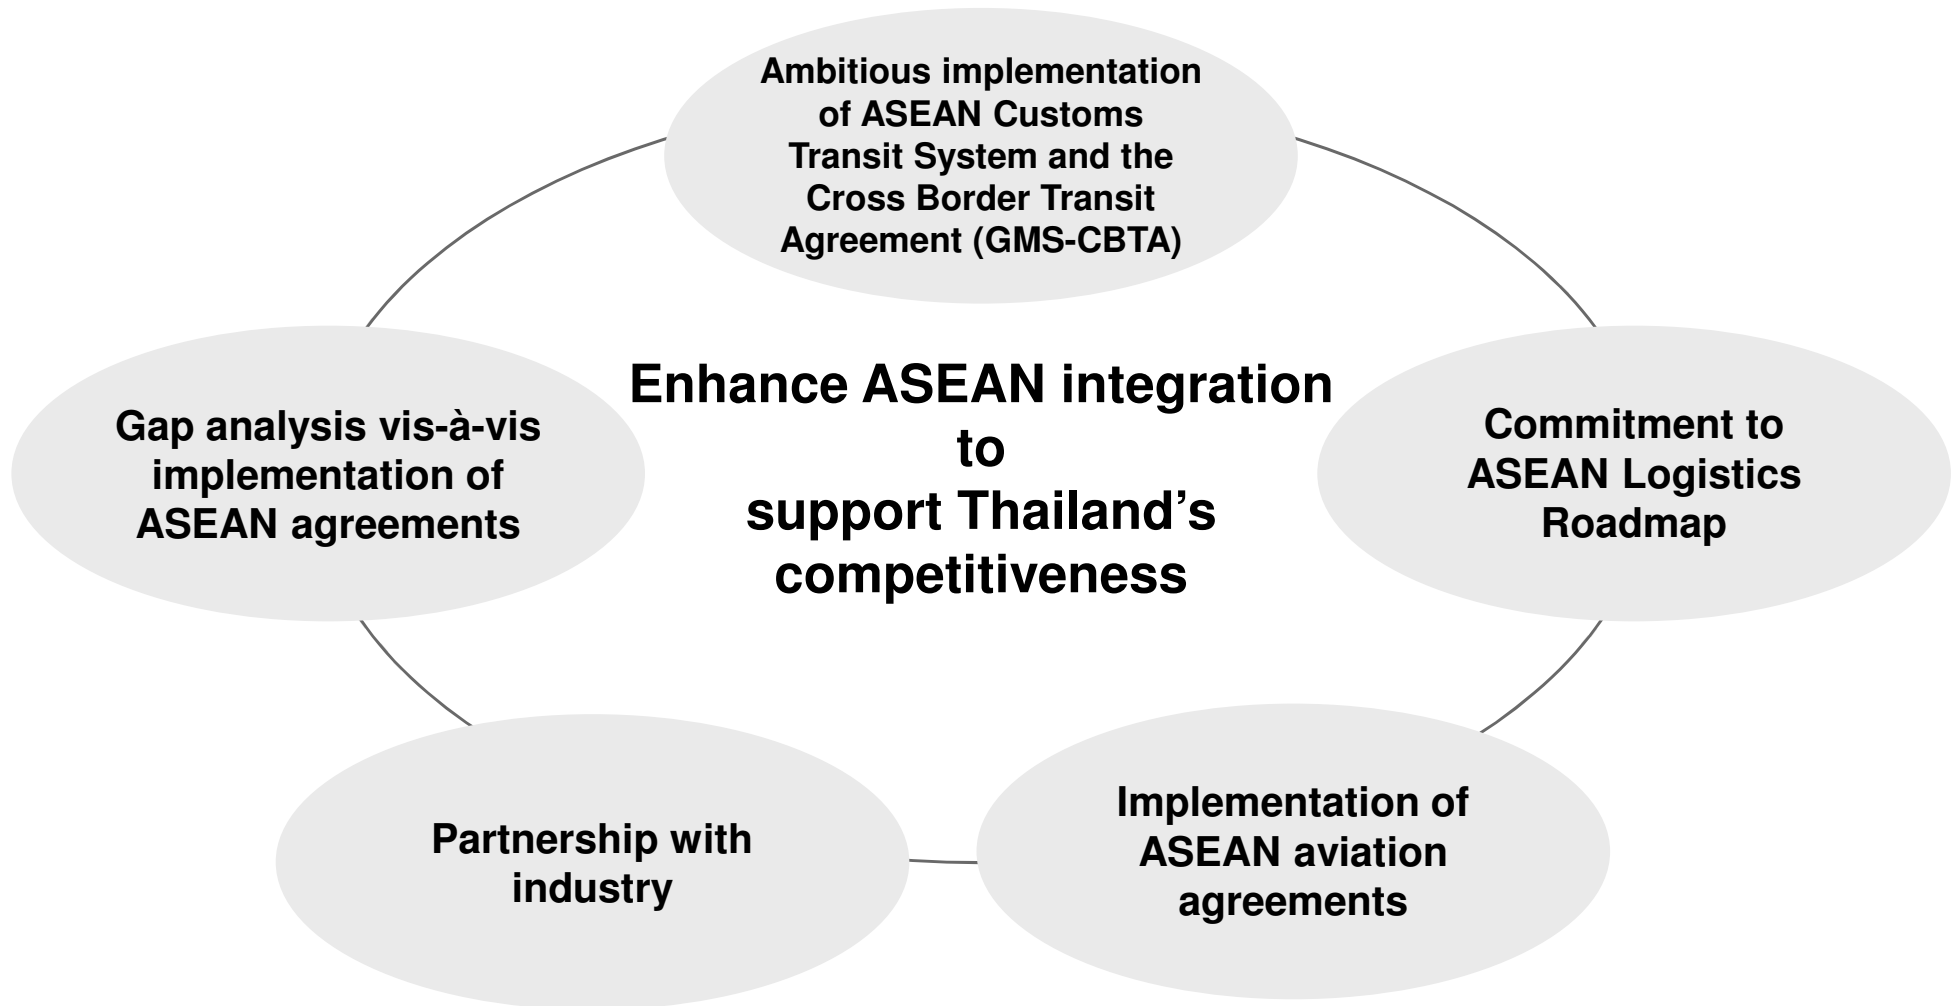 Ambitious implementation
of ASEAN Customs
Transit System and the
Cross Border Transit
Agreement (GMS-CBTA)
Enhance ASEAN integration
to
support Thailand’s
competitiveness
Gap analysis vis-à-vis
implementation of
ASEAN agreements
Commitment to
ASEAN Logistics
Roadmap
Partnership with
industry
Implementation of
ASEAN aviation
agreements